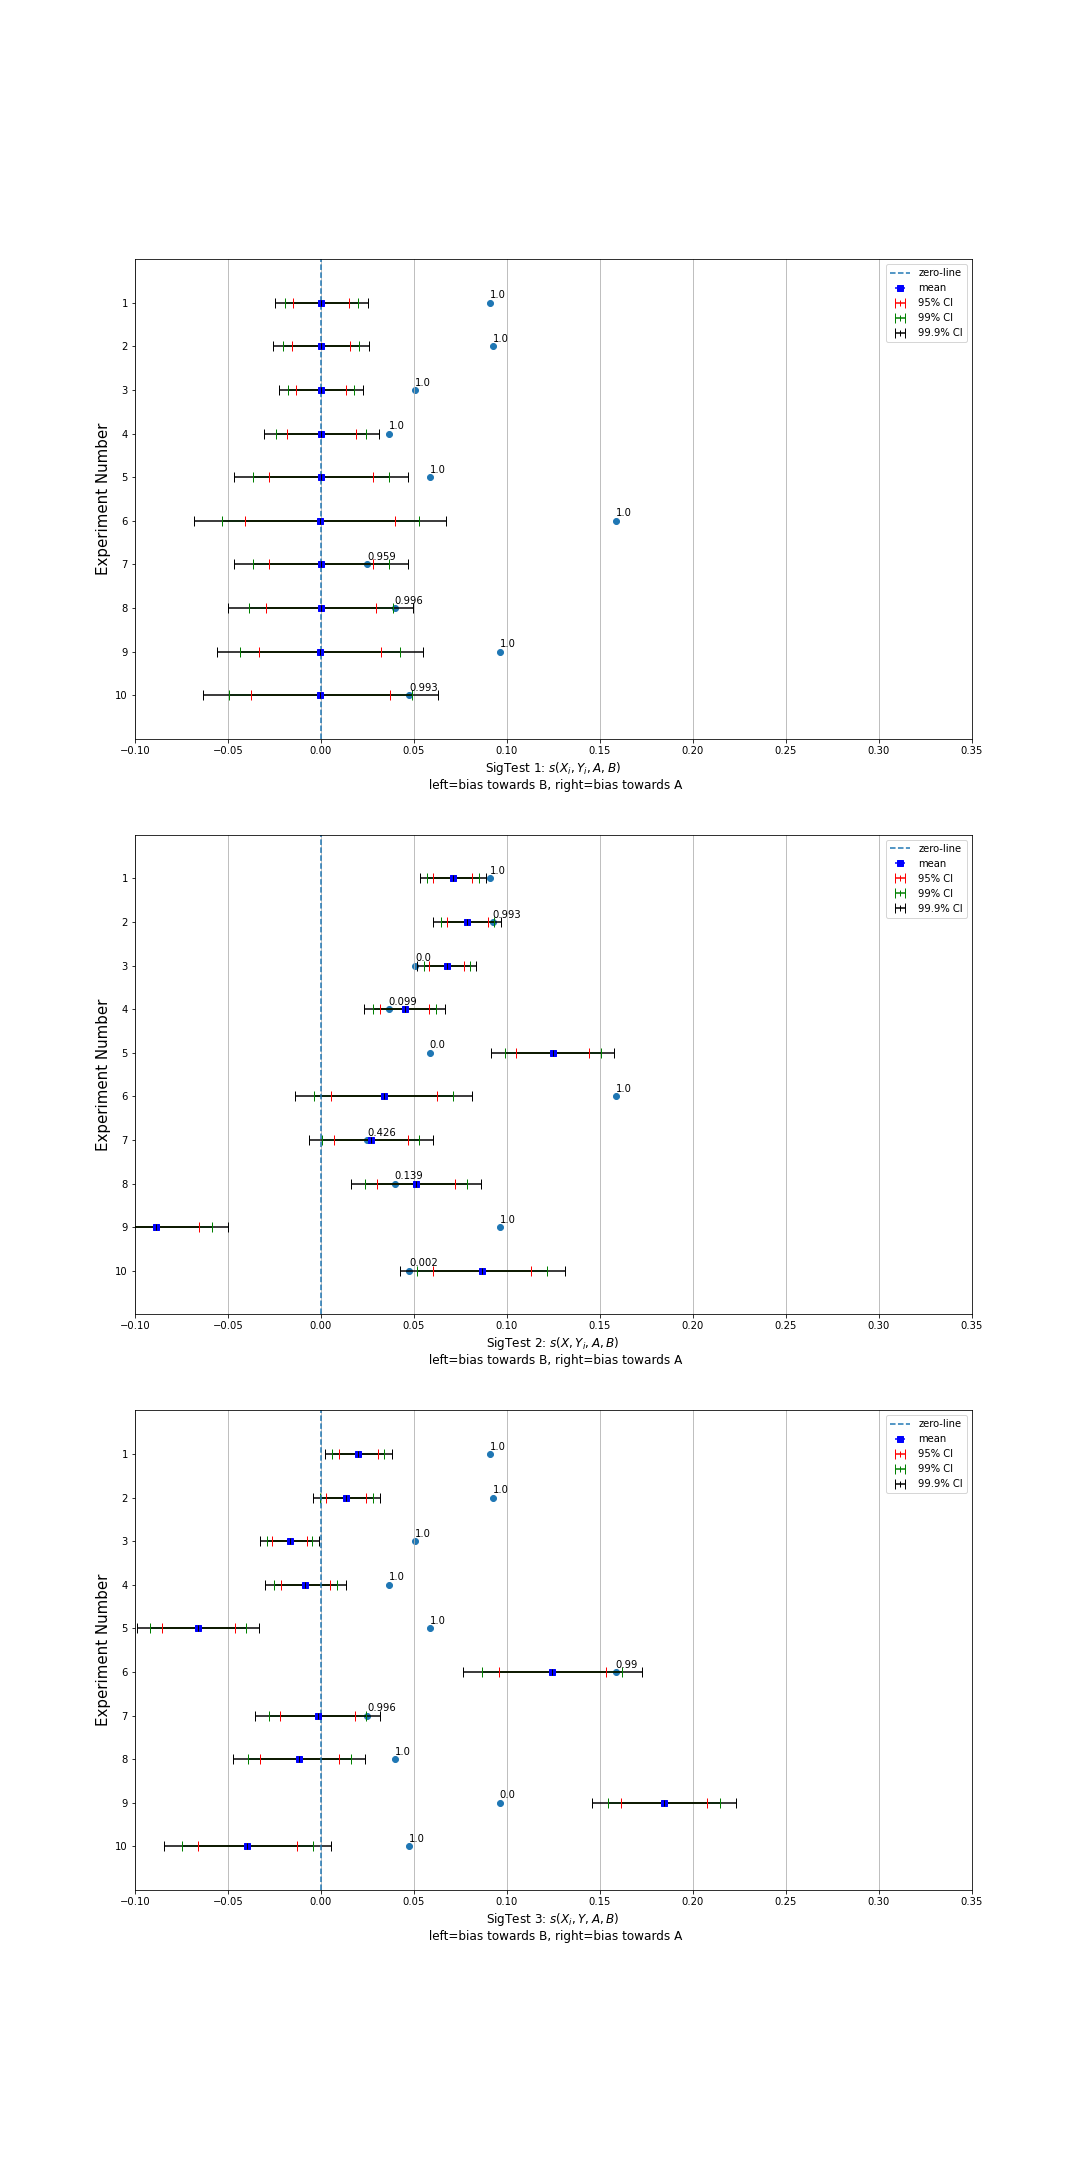 zero-line
mean
95% CI
99% CI
99.9% CI
Experiment Number
1
1.0
2
1.0
3
1.0
4
1.0
5
1.0
6
1.0
7
0.959
8
0.996
9
1.0
10
0.993
−0.10 −0.05 0.00 0.05 0.10 0.15 0.20 0.25 0.30 0.35
SigTest 1: s(X_i, Y_i, A, B)
left=bias towards B, right=bias towards A
zero-line
mean
95% CI
99% CI
99.9% CI
Experiment Number
1
1.0
2
0.993
3
0.0
4
0.099
5
0.0
6
1.0
7
0.426
8
0.139
9
1.0
10
0.002
−0.10 −0.05 0.00 0.05 0.10 0.15 0.20 0.25 0.30 0.35
SigTest 2: s(X, Y_i, A, B)
left=bias towards B, right=bias towards A
zero-line
mean
95% CI
99% CI
99.9% CI
Experiment Number
1
1.0
2
1.0
3
1.0
4
1.0
5
1.0
6
0.99
7
0.996
8
1.0
9
0.0
10
1.0
−0.10 −0.05 0.00 0.05 0.10 0.15 0.20 0.25 0.30 0.35
SigTest 3: s(X_i, Y, A, B)
left=bias towards B, right=bias towards A